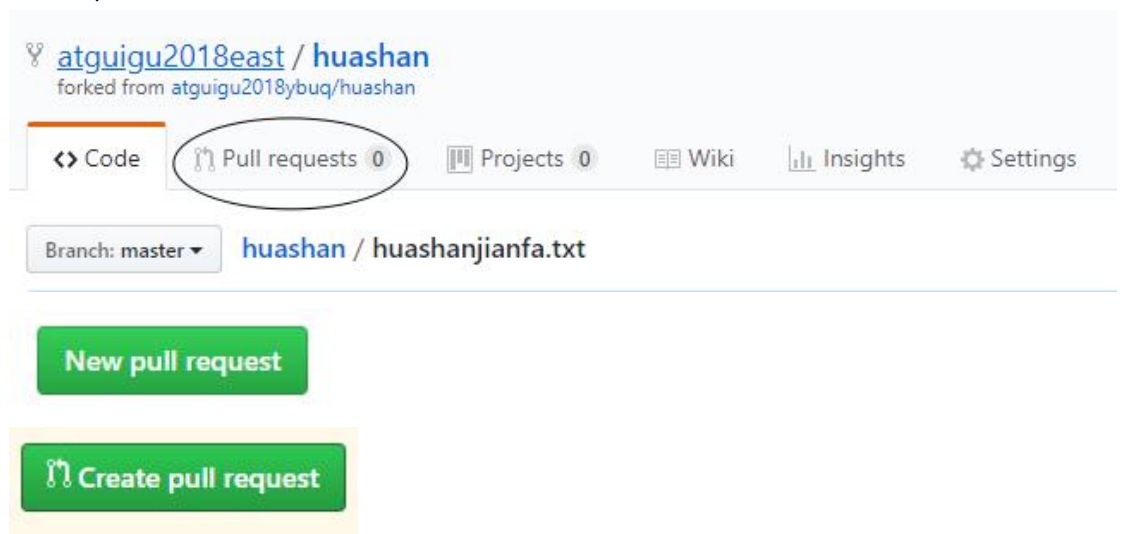 atguigu2018east / huashan
forked from atguigu2018ybuq/huashan
<> Code Pull requests 0 Projects 0 Wiki Insights Settings
Branch: master huashan / huashanjianfa.txt
New pull request
Create pull request